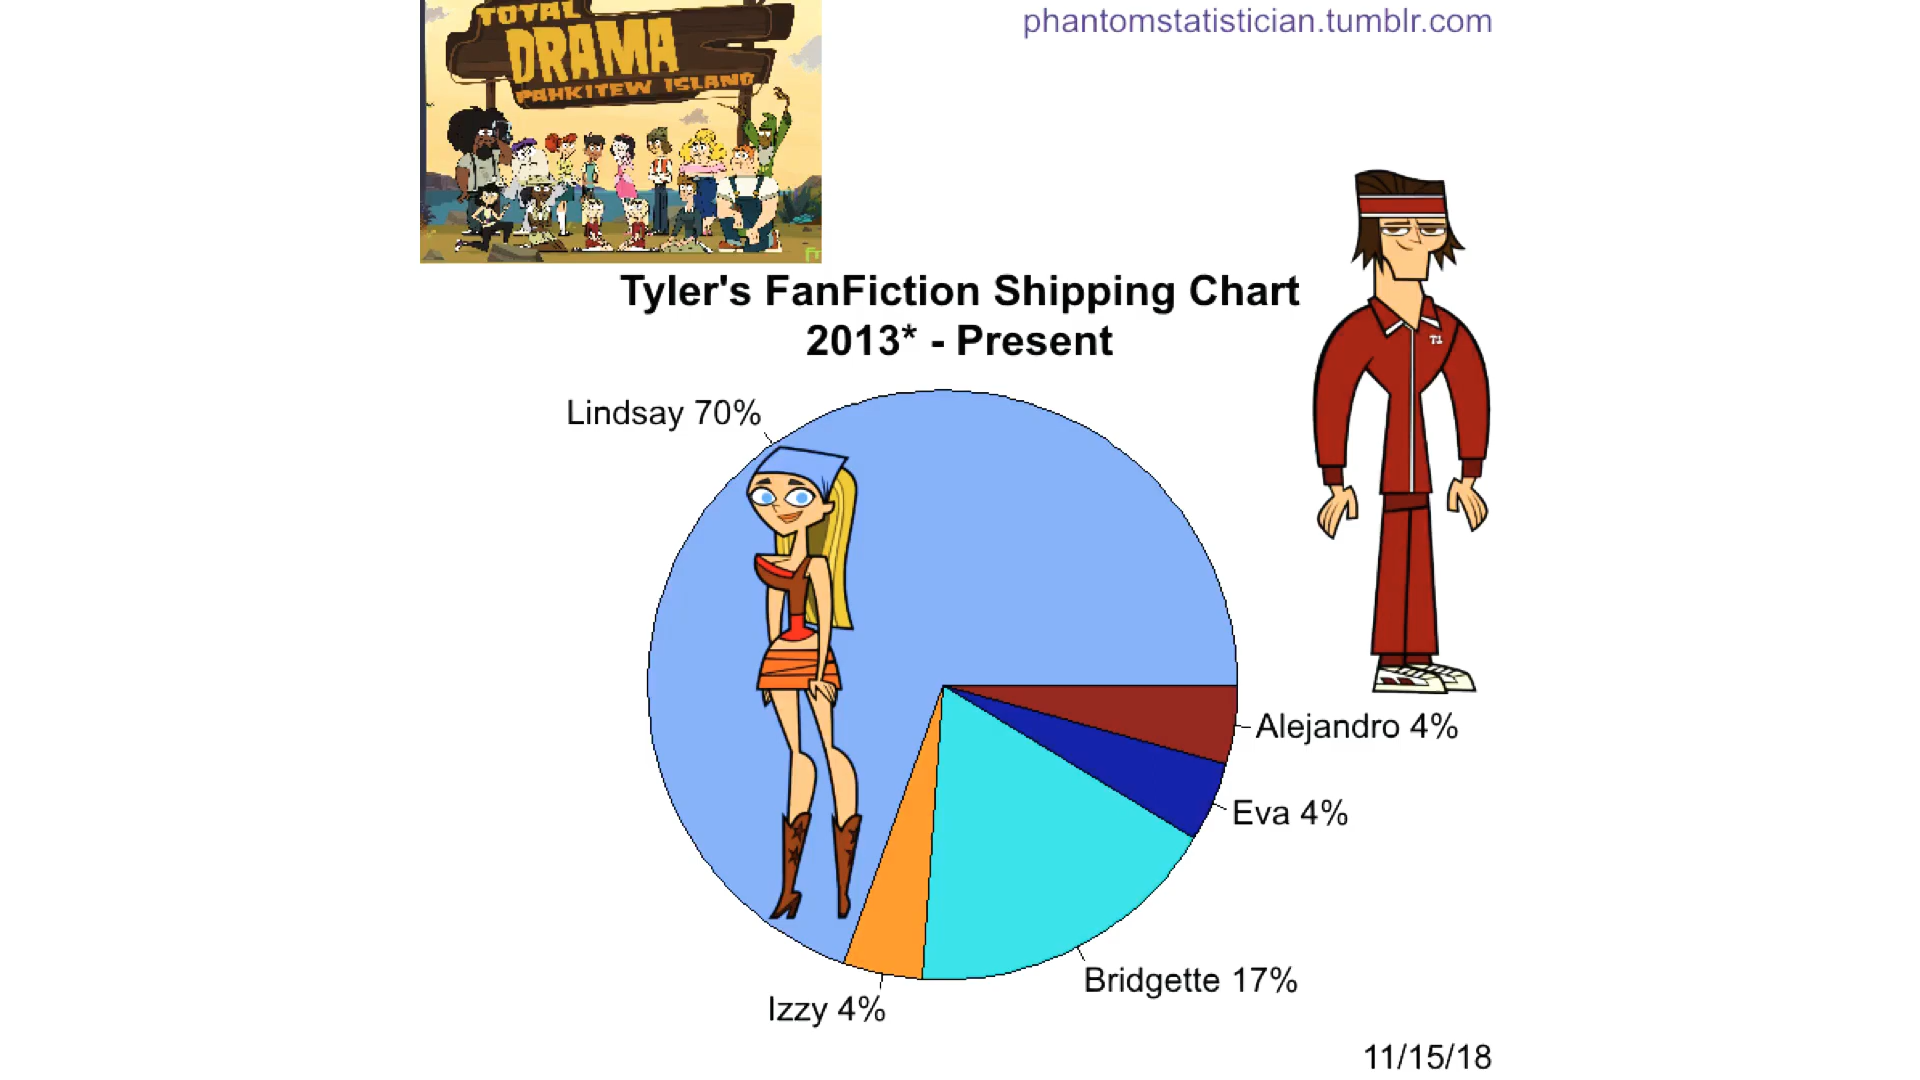 TOTAL
DRAMA
PAHKITEW ISLAND
phantomstatistician.tumblr.com
Tyler's FanFiction Shipping Chart
2013* - Present
Lindsay 70%
Alejandro 4%
Eva 4%
Bridgette 17%
Izzy 4%
11/15/18